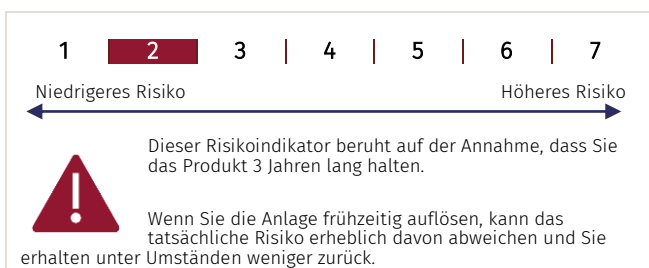 1 2 3 4 5 6 7
Niedrigeres Risiko Höheres Risiko
Dieser Risikoindikator beruht auf der Annahme, dass Sie
das Produkt 3 Jahren lang halten.
Wenn Sie die Anlage frühzeitig auflösen, kann das
tatsächliche Risiko erheblich davon abweichen und Sie
erhalten unter Umständen weniger zurück.